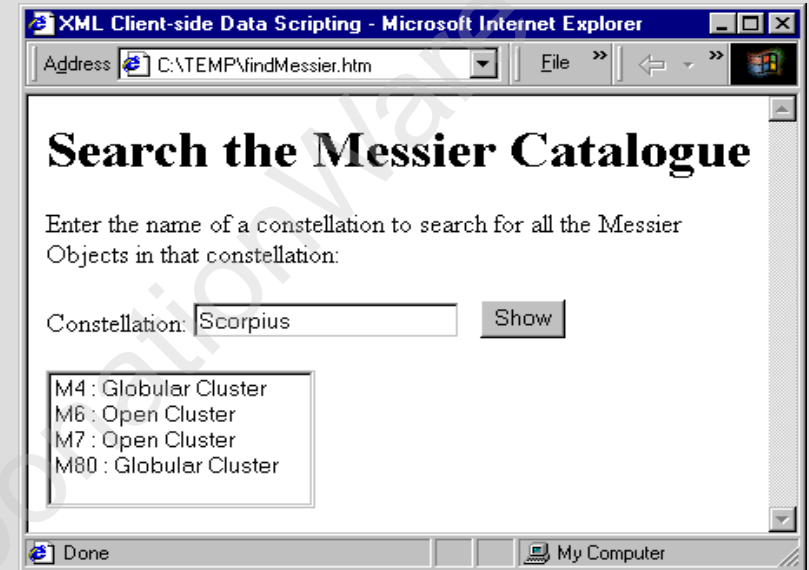 XML Client-side Data Scripting - Microsoft Internet Explorer
Address C:\TEMP\findMessier.htm File » »
Search the Messier Catalogue
Enter the name of a constellation to search for all the Messier
Objects in that constellation:
Constellation: Scorpius Show
M4 : Globular Cluster
M6 : Open Cluster
M7 : Open Cluster
M80 : Globular Cluster
Done My Computer